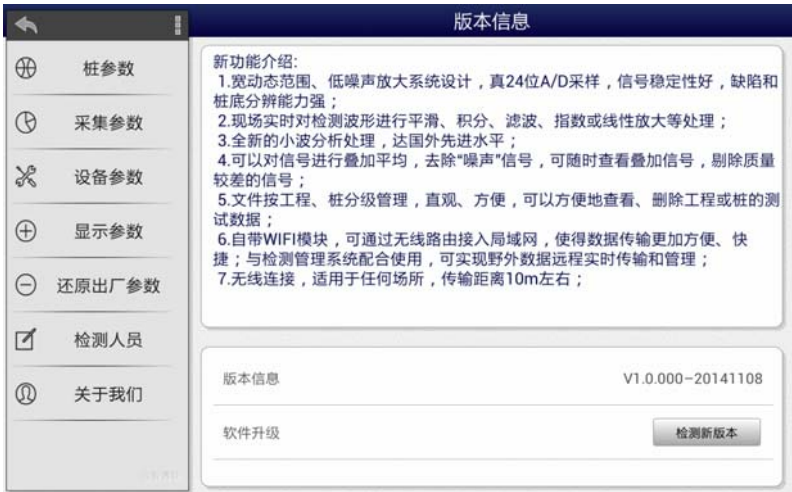 版本信息
桩参数
采集参数
设备参数
显示参数
还原出厂参数
检测人员
关于我们
新功能介绍:
1.宽动态范围、低噪声放大系统设计，真24位A/D采样，信号稳定性好，缺陷和
桩底分辨能力强；
2.现场实时对检测波形进行平滑、积分、滤波、指数或线性放大等处理；
3.全新的小波分析处理，达国外先进水平；
4.可以对信号进行叠加平均，去除“噪声”信号，可随时查看叠加信号，剔除质量
较差的信号；
5.文件按工程、桩分级管理，直观、方便，可以方便地查看、删除工程或桩的测
试数据；
6.自带WIFI模块，可通过无线路由接入局域网，使得数据传输更加方便、快
捷；与检测管理系统配合使用，可实现野外数据远程实时传输和管理；
7.无线连接，适用于任何场所，传输距离10m左右；
版本信息 V1.0.000-20141108
软件升级 检测新版本